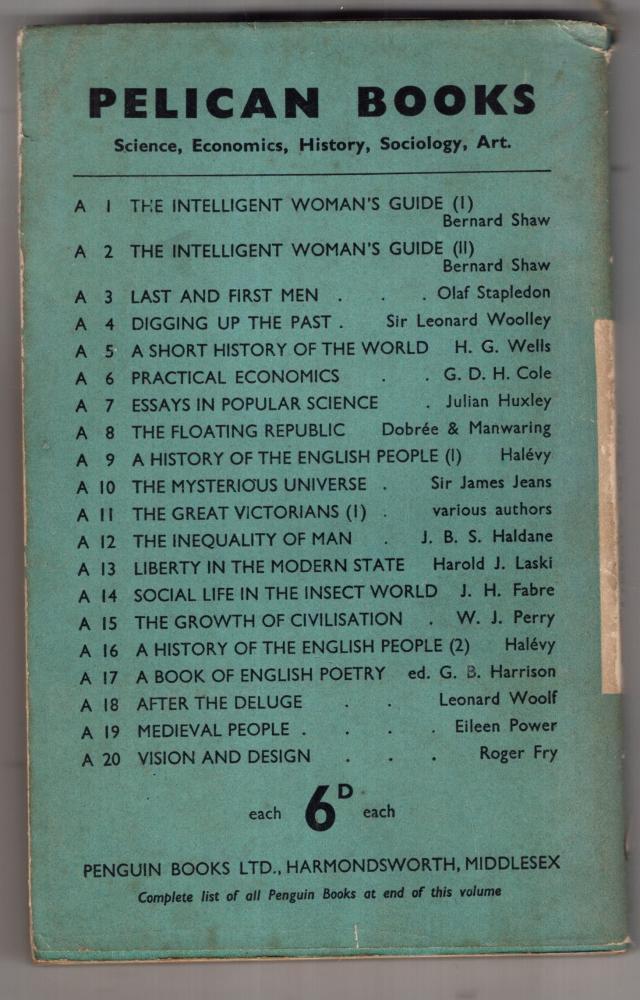 PELICAN BOOKS
Science, Economics, History, Sociology, Art.
A 1 THE INTELLIGENT WOMAN'S GUIDE (I)
Bernard Shaw
A 2 THE INTELLIGENT WOMAN'S GUIDE (II)
Bernard Shaw
A 3 LAST AND FIRST MEN . . . Olaf Stapledon
A 4 DIGGING UP THE PAST . Sir Leonard Woolley
A 5 A SHORT HISTORY OF THE WORLD H. G. Wells
A 6 PRACTICAL ECONOMICS . . G. D. H. Cole
A 7 ESSAYS IN POPULAR SCIENCE . Julian Huxley
A 8 THE FLOATING REPUBLIC Dobrée & Manwaring
A 9 A HISTORY OF THE ENGLISH PEOPLE (I) Halévy
A 10 THE MYSTERIOUS UNIVERSE . Sir James Jeans
A 11 THE GREAT VICTORIANS (I) . various authors
A 12 THE INEQUALITY OF MAN . J. B. S. Haldane
A 13 LIBERTY IN THE MODERN STATE Harold J. Laski
A 14 SOCIAL LIFE IN THE INSECT WORLD J. H. Fabre
A 15 THE GROWTH OF CIVILISATION . W. J. Perry
A 16 A HISTORY OF THE ENGLISH PEOPLE (2) Halévy
A 17 A BOOK OF ENGLISH POETRY ed. G. B. Harrison
A 18 AFTER THE DELUGE . . Leonard Woolf
A 19 MEDIEVAL PEOPLE . . . . Eileen Power
A 20 VISION AND DESIGN . . . Roger Fry
each 6D each
PENGUIN BOOKS LTD., HARMONDSWORTH, MIDDLESEX
Complete list of all Penguin Books at end of this volume